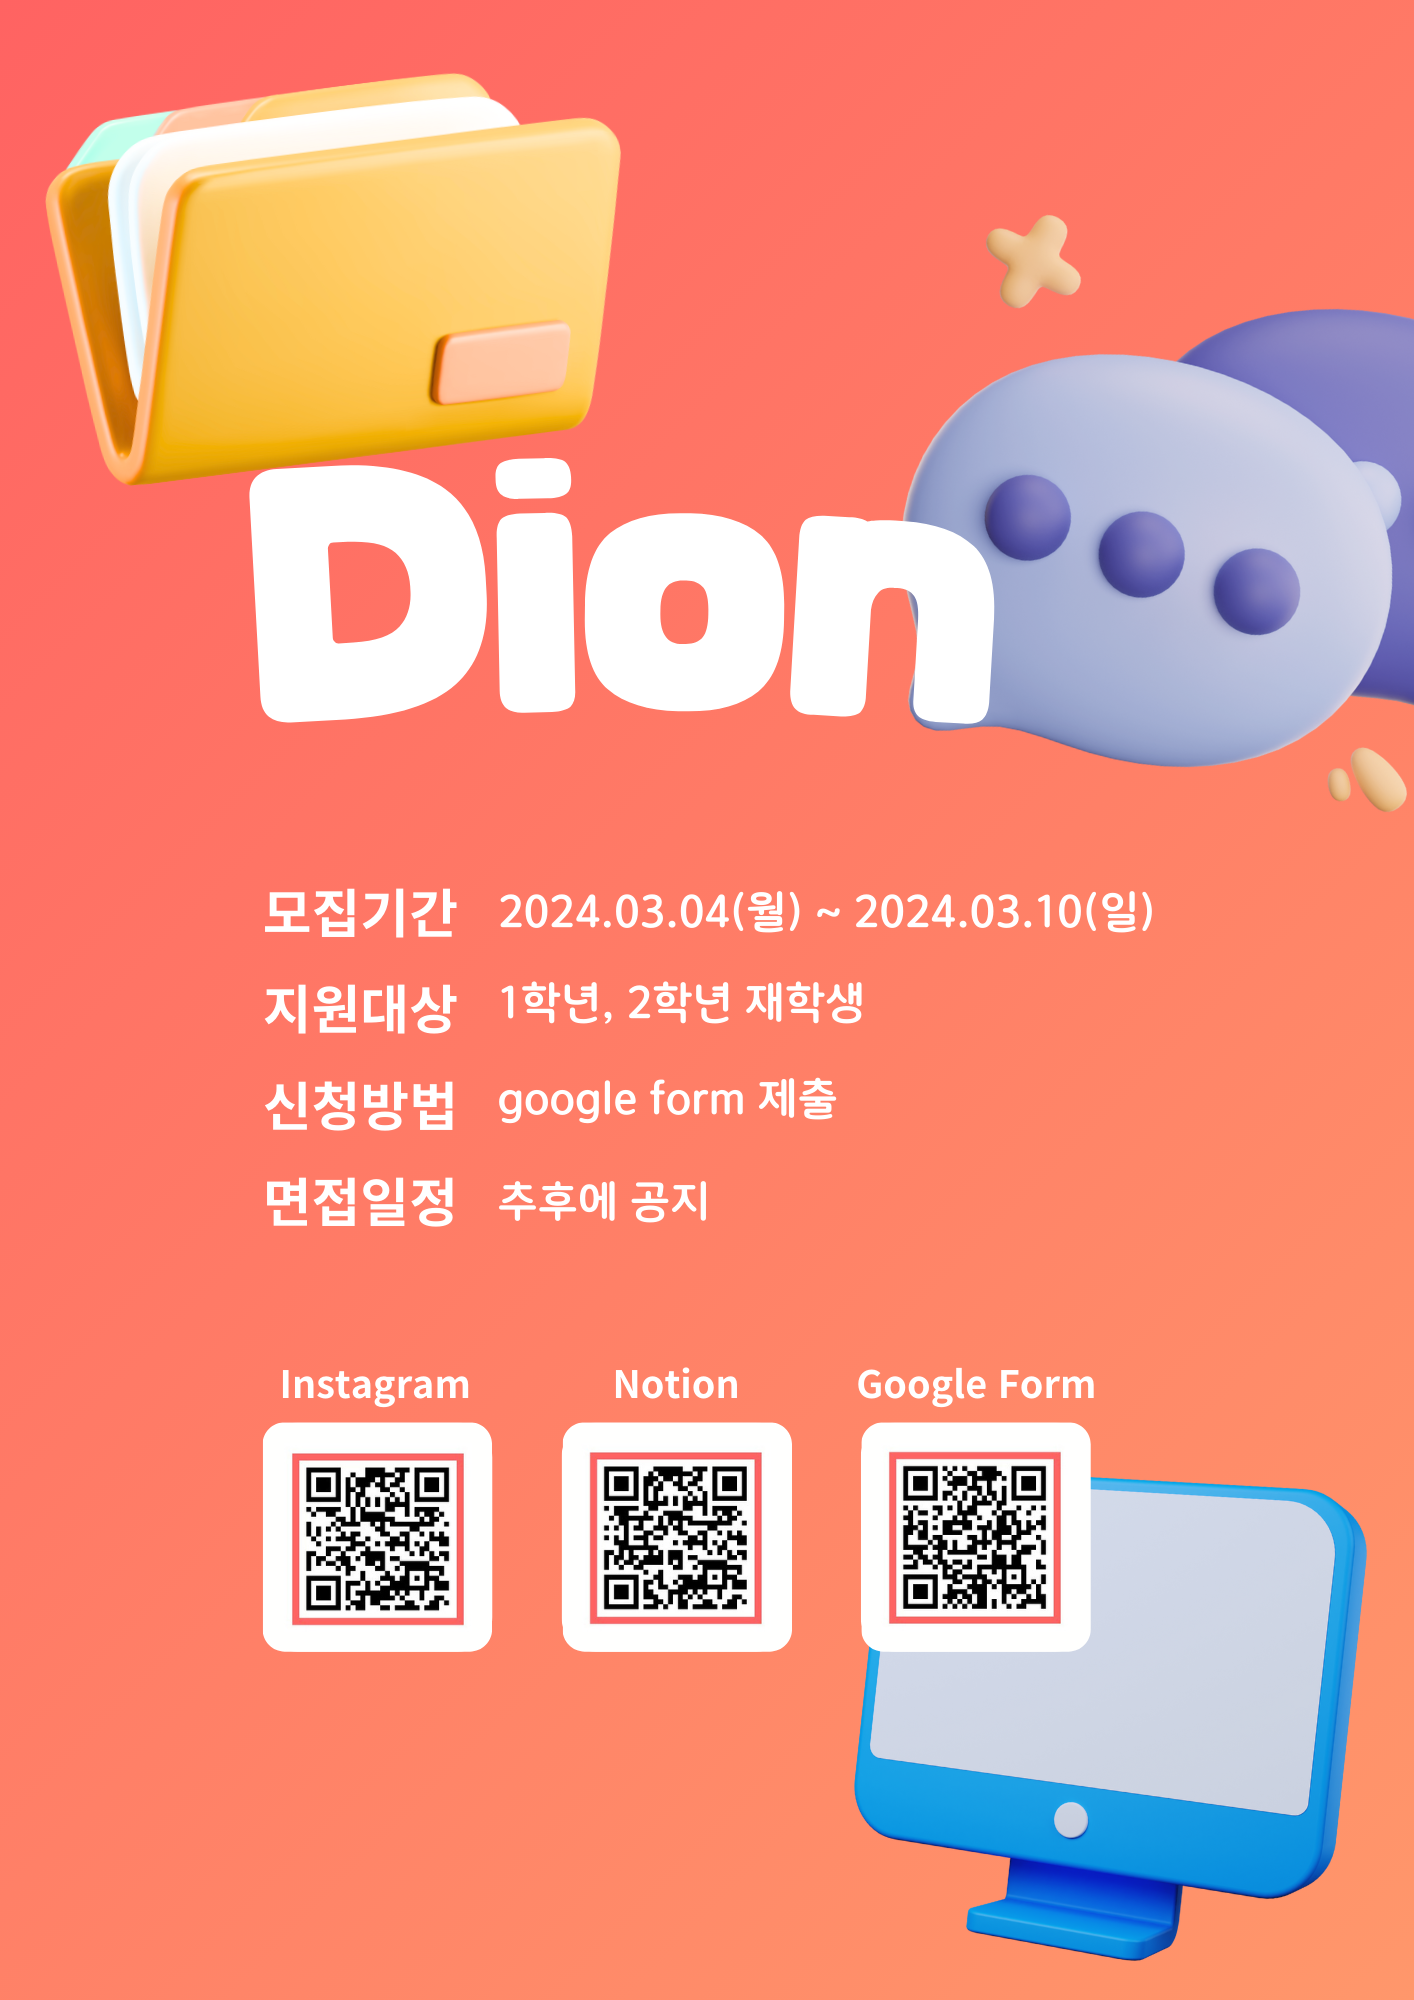 Dion
모집기간 2024.03.04(월) ~ 2024.03.10(일)
지원대상 1학년, 2학년 재학생
신청방법 google form 제출
면접일정 추후에 공지
Instagram Notion Google Form